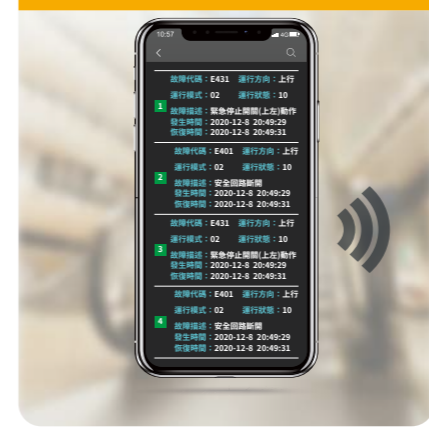 10:57
4G
故障代碼：E431 運行方向：上行
運行模式：02 運行狀態：10
1
故障描述：緊急停止開關(上左)動作
發生時間：2020-12-8 20:49:29
恢復時間：2020-12-8 20:49:31
故障代碼：E401 運行方向：上行
運行模式：02 運行狀態：10
2
故障描述：安全回路斷開
發生時間：2020-12-8 20:49:29
恢復時間：2020-12-8 20:49:31
故障代碼：E431 運行方向：上行
運行模式：02 運行狀態：10
3
故障描述：緊急停止開關(上左)動作
發生時間：2020-12-8 20:49:29
恢復時間：2020-12-8 20:49:31
故障代碼：E401 運行方向：上行
運行模式：02 運行狀態：10
4
故障描述：安全回路斷開
發生時間：2020-12-8 20:49:29
恢復時間：2020-12-8 20:49:31